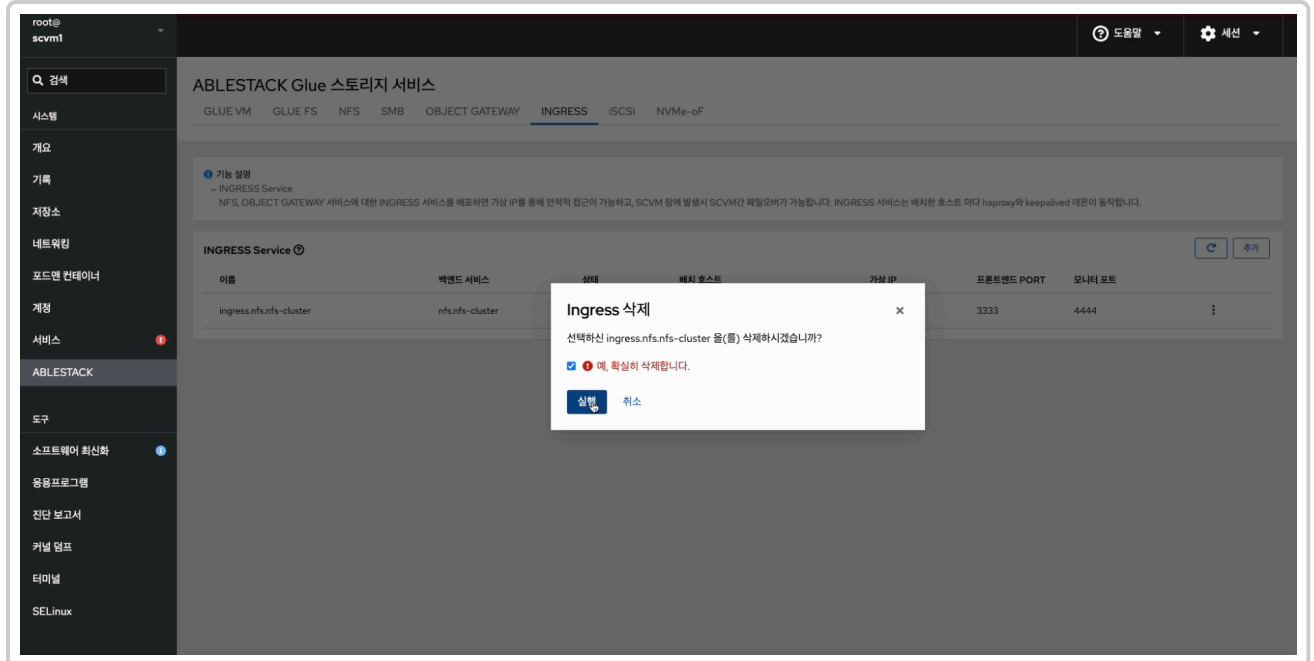 root@
scvm1
도움말
세션
검색
시스템
개요
기록
저장소
네트워킹
포드맨 컨테이너
계정
서비스
ABLESTACK
도구
소프트웨어 최신화
응용프로그램
진단 보고서
커널 덤프
터미널
SELinux
ABLESTACK Glue 스토리지 서비스
GLUE VM GLUE FS NFS SMB OBJECT GATEWAY INGRESS iSCSI NVMe-oF
기능 설명
– INGRESS Service
NFS, OBJECT GATEWAY 서비스에 대한 INGRESS 서비스를 배포하면 가상 IP를 통해 안적적 접근이 가능하고, SCVM 장애 발생시 SCVM간 페일오버가 가능합니다. INGRESS 서비스는 배치한 호스트 마다 haproxy와 keepalived 데몬이 동작합니다.
INGRESS Service
추가
이름 백엔드 서비스 상태 배치 호스트 가상 IP 프론트엔드 PORT 모니터 포트
ingress.nfs.nfs-cluster nfs.nfs-cluster 3333 4444
Ingress 삭제
선택하신 ingress.nfs.nfs-cluster 을(를) 삭제하시겠습니까?
예, 확실히 삭제합니다.
실행 취소